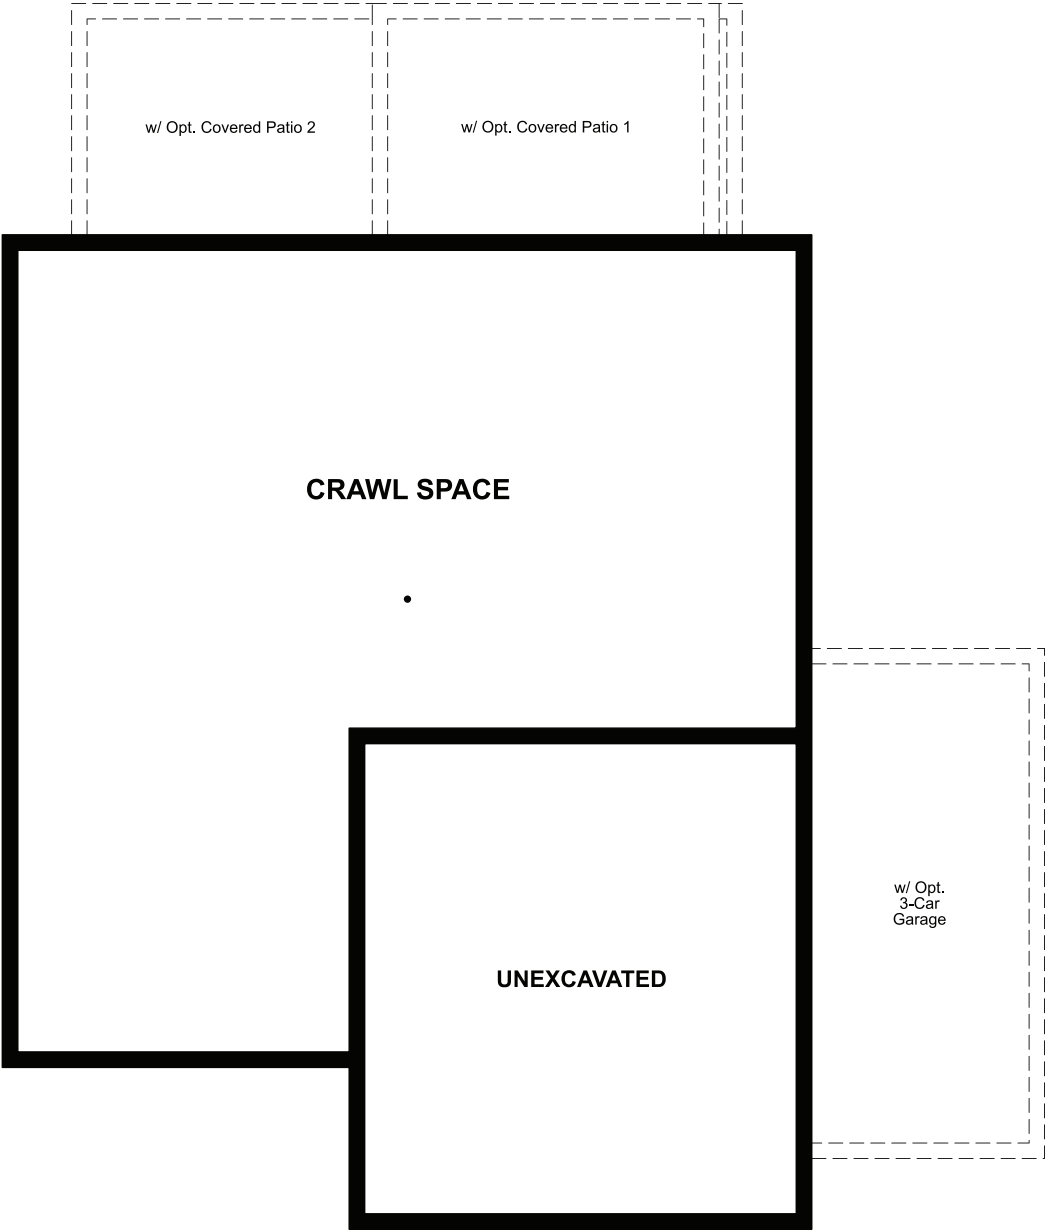 w/ Opt. Covered Patio 2
w/ Opt. Covered Patio 1
CRAWL SPACE
w/ Opt.
3-Car
Garage
UNEXCAVATED